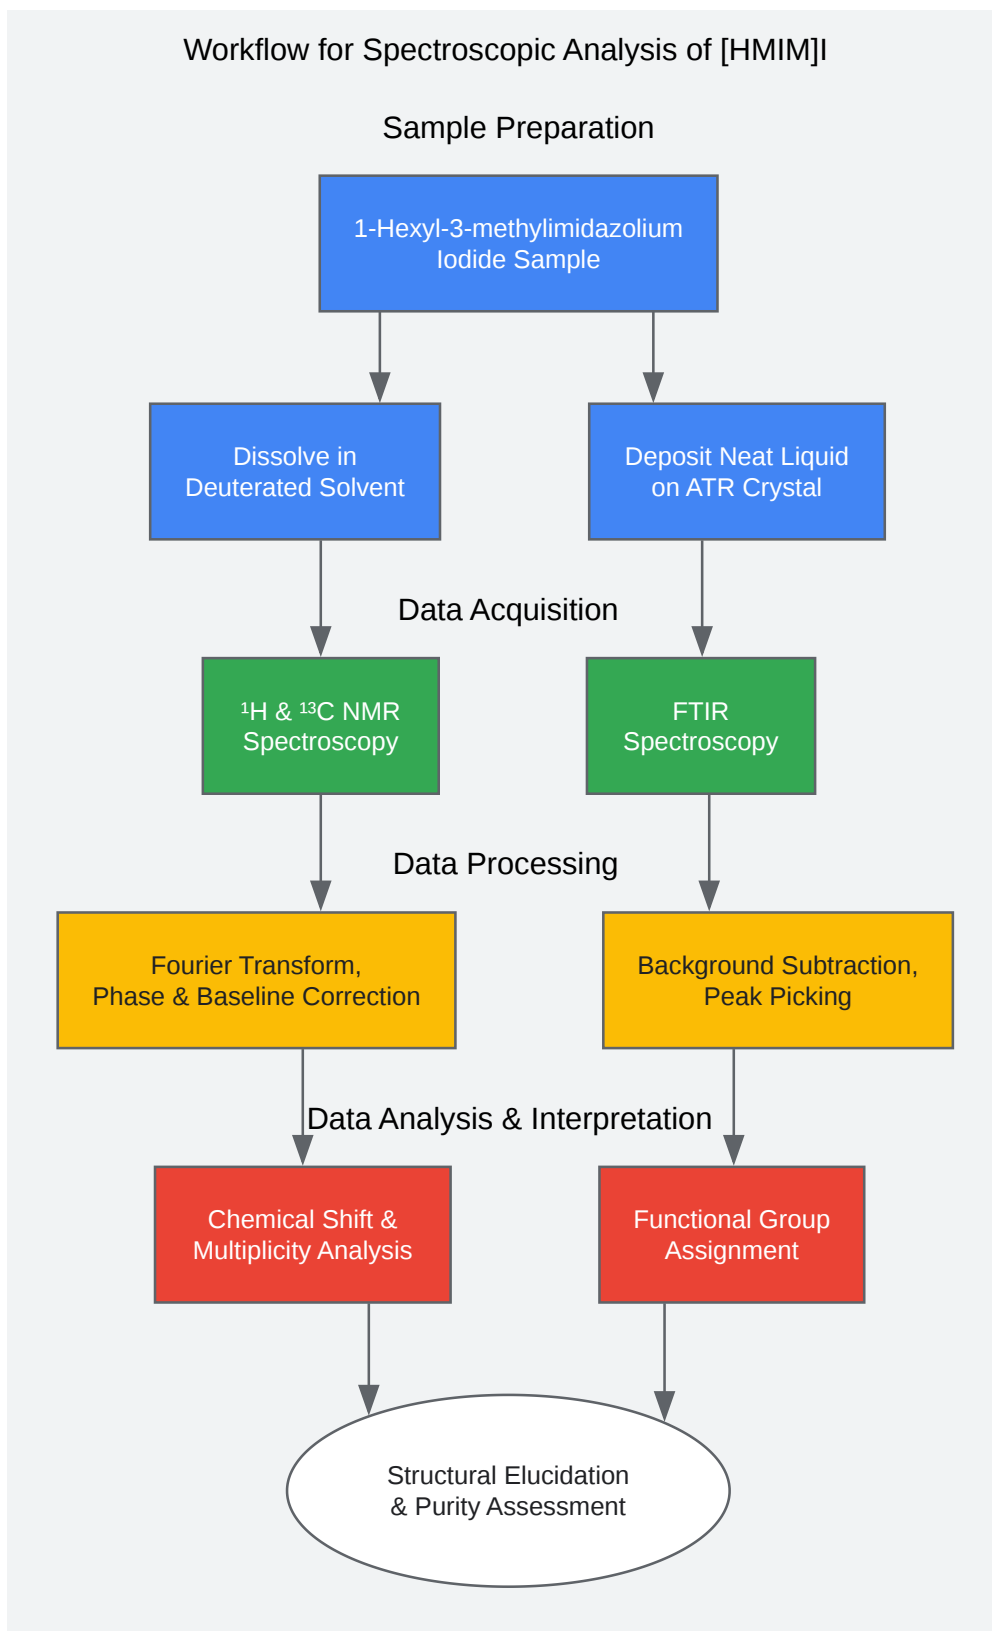 Workflow for Spectroscopic Analysis of [HMIM]I
Sample Preparation
1-Hexyl-3-methylimidazolium
Iodide Sample
Dissolve in
Deuterated Solvent
Deposit Neat Liquid
on ATR Crystal
Data Acquisition
¹H & ¹³C NMR
Spectroscopy
FTIR
Spectroscopy
Data Processing
Fourier Transform,
Phase & Baseline Correction
Background Subtraction,
Peak Picking
Data Analysis & Interpretation
Chemical Shift &
Multiplicity Analysis
Functional Group
Assignment
Structural Elucidation
& Purity Assessment